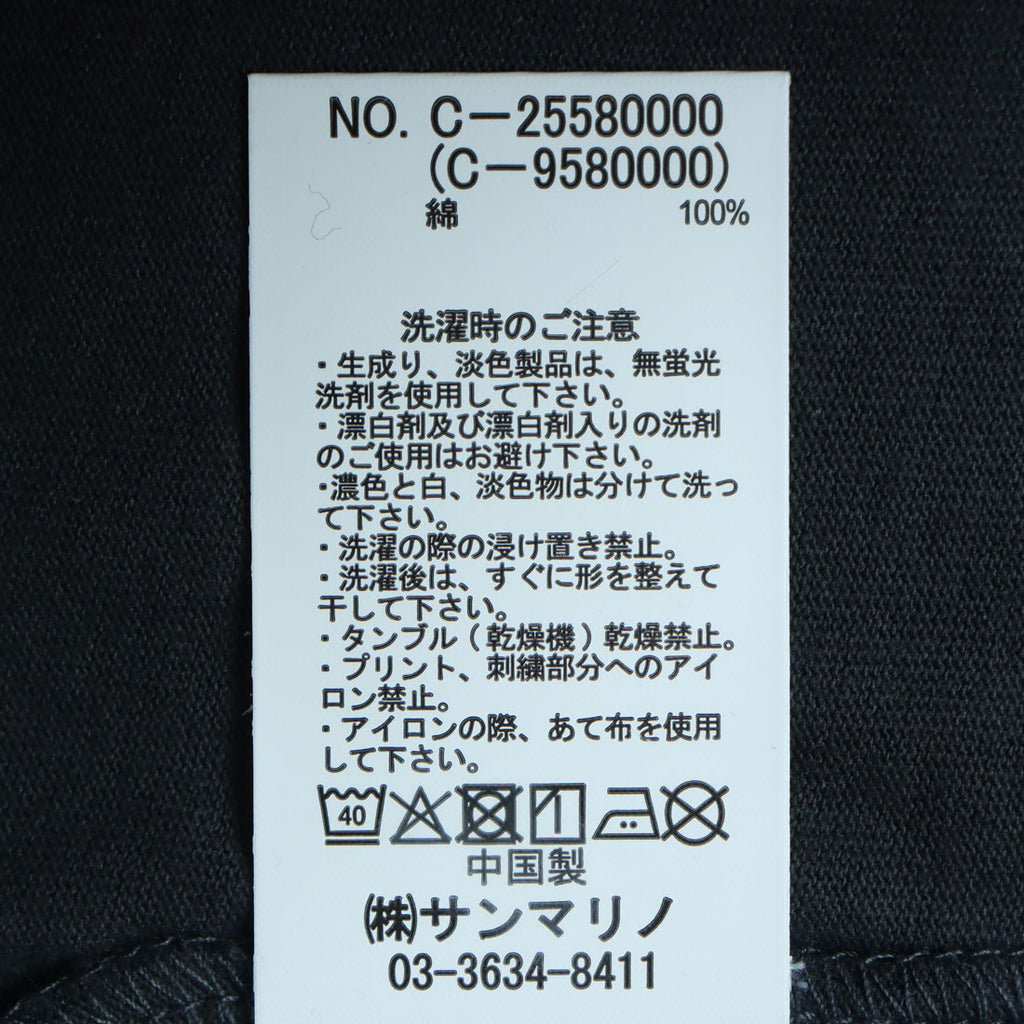 NO. C－25580000
(C－9580000)
綿 100%
洗濯時のご注意
・生成り、淡色製品は、無蛍光
洗剤を使用して下さい。
・漂白剤及び漂白剤入りの洗剤
のご使用はお避け下さい。
・濃色と白、淡色物は分けて洗っ
て下さい。
・洗濯の際の浸け置き禁止。
・洗濯後は、すぐに形を整えて
干して下さい。
・タンブル(乾燥機)乾燥禁止。
・プリント、刺繍部分へのアイ
ロン禁止。
・アイロンの際、あて布を使用
して下さい。
40
中国製
㈱サンマリノ
03-3634-8411